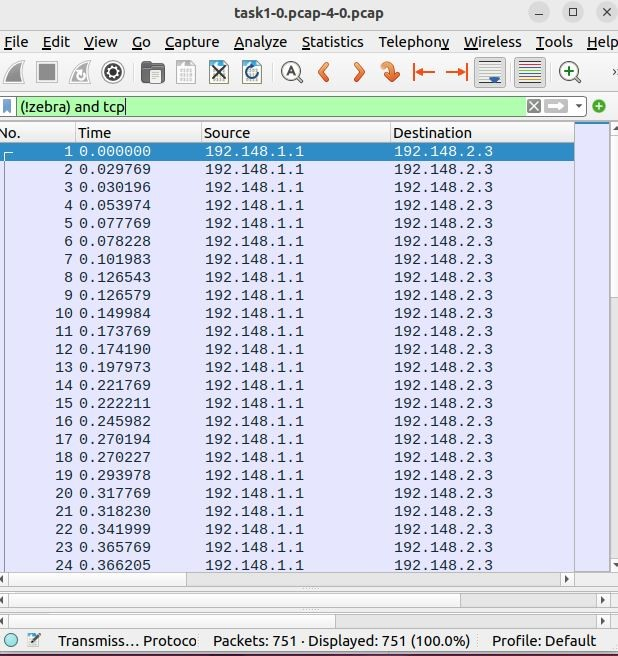 task1-0.pcap-4-0.pcap
File Edit View Go Capture Analyze Statistics Telephony Wireless Tools Help
(!zebra) and tcp
No. Time Source Destination
1 0.000000 192.148.1.1 192.148.2.3
2 0.029769 192.148.1.1 192.148.2.3
3 0.030196 192.148.1.1 192.148.2.3
4 0.053974 192.148.1.1 192.148.2.3
5 0.077769 192.148.1.1 192.148.2.3
6 0.078228 192.148.1.1 192.148.2.3
7 0.101983 192.148.1.1 192.148.2.3
8 0.126543 192.148.1.1 192.148.2.3
9 0.126579 192.148.1.1 192.148.2.3
10 0.149984 192.148.1.1 192.148.2.3
11 0.173769 192.148.1.1 192.148.2.3
12 0.174190 192.148.1.1 192.148.2.3
13 0.197973 192.148.1.1 192.148.2.3
14 0.221769 192.148.1.1 192.148.2.3
15 0.222211 192.148.1.1 192.148.2.3
16 0.245982 192.148.1.1 192.148.2.3
17 0.270194 192.148.1.1 192.148.2.3
18 0.270227 192.148.1.1 192.148.2.3
19 0.293978 192.148.1.1 192.148.2.3
20 0.317769 192.148.1.1 192.148.2.3
21 0.318230 192.148.1.1 192.148.2.3
22 0.341999 192.148.1.1 192.148.2.3
23 0.365769 192.148.1.1 192.148.2.3
24 0.366205 192.148.1.1 192.148.2.3
Transmiss… Protoco Packets: 751 · Displayed: 751 (100.0%) Profile: Default